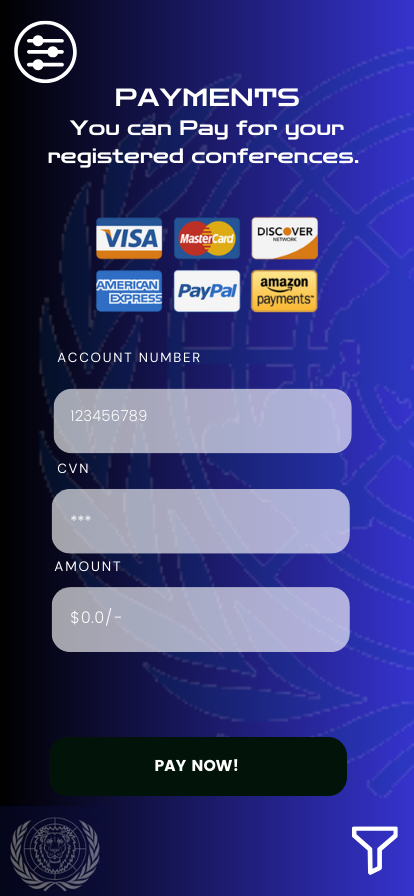 PAYMENTS
You can Pay for your
registered conferences.
VISA MasterCard DISCOVER
NETWORK
AMERICAN
EXPRESS PayPal amazon
payments™
ACCOUNT NUMBER
123456789
CVN
***
AMOUNT
$0.0/-
PAY NOW!